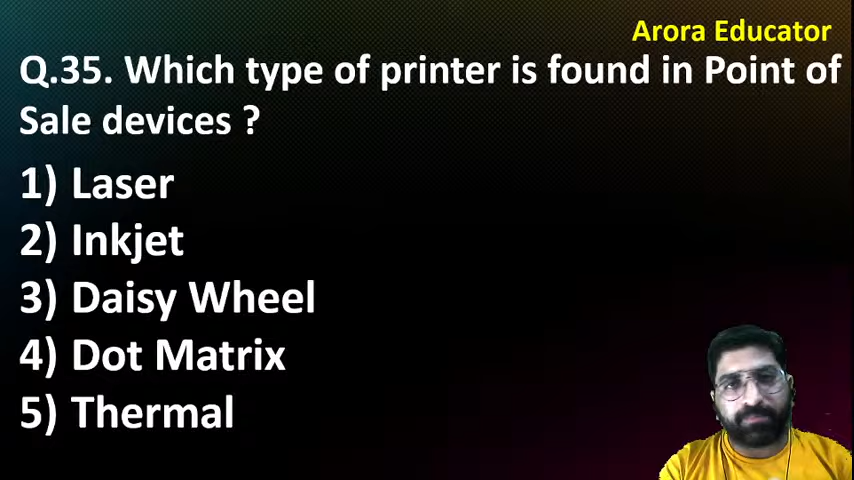 Arora Educator
Q.35. Which type of printer is found in Point of
Sale devices ?
1) Laser
2) Inkjet
3) Daisy Wheel
4) Dot Matrix
5) Thermal